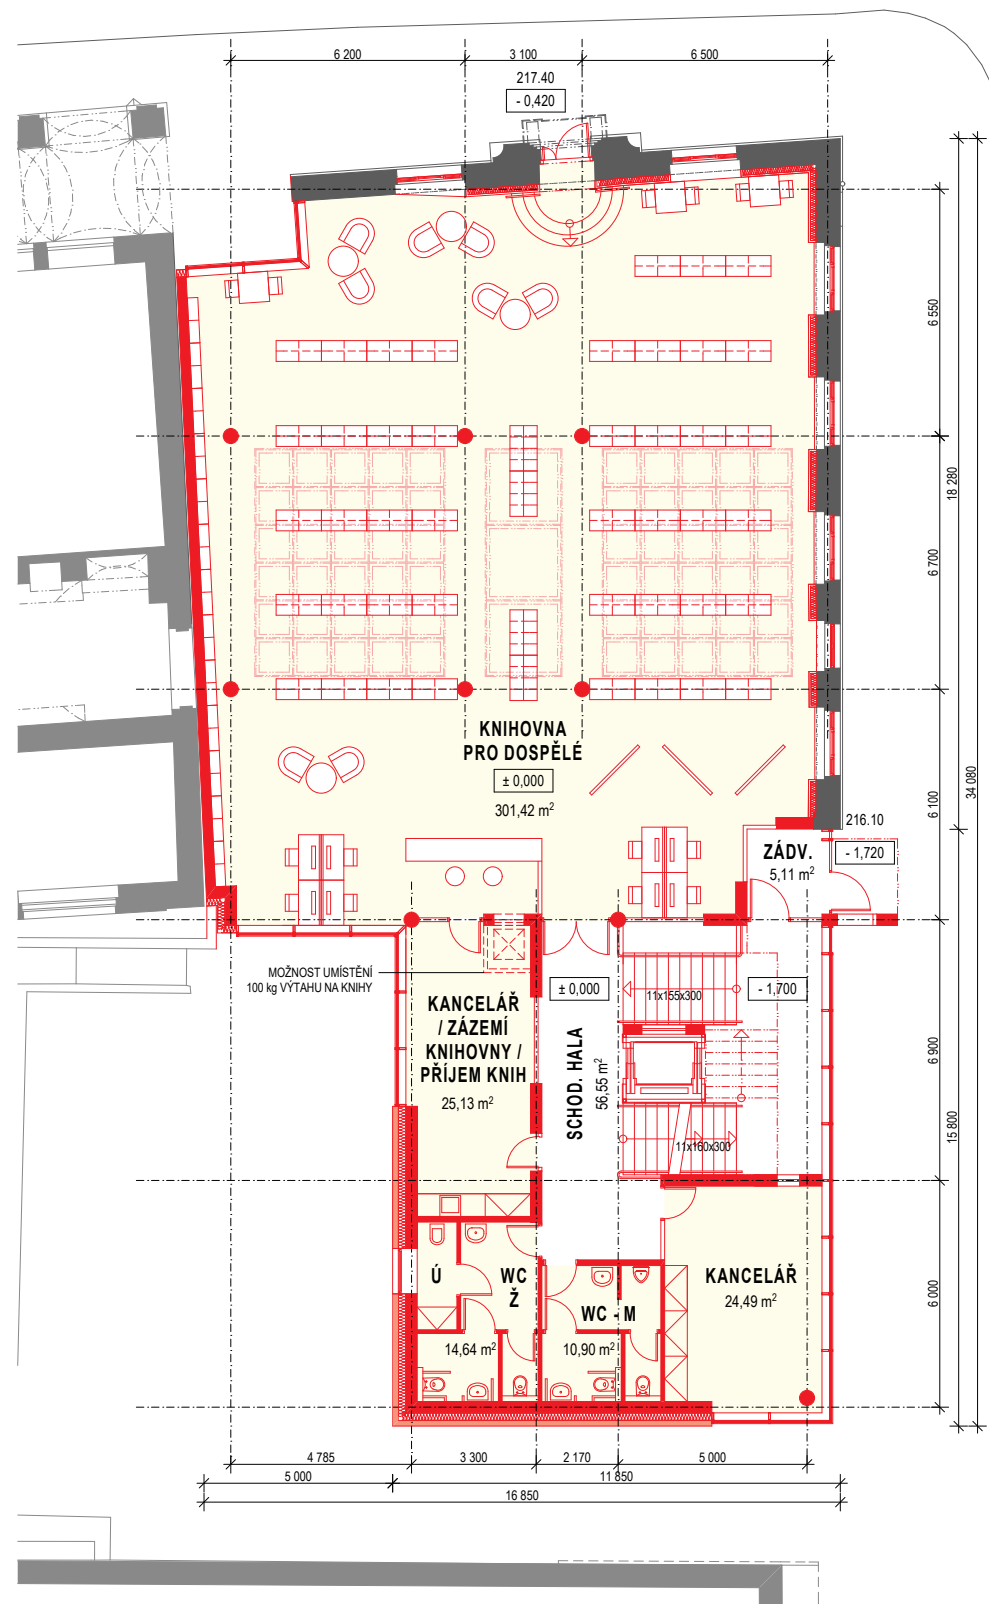 6 200
3 100
6 500
217.40
- 0,420
6 550
18 280
6 700
34 080
6 100
KNIHOVNA
PRO DOSPĚLÉ
± 0,000
301,42 m²
216.10
ZÁDV.
5,11 m²
- 1,720
MOŽNOST UMÍSTĚNÍ
100 kg VÝTAHU NA KNIHY
KANCELÁŘ
/ ZÁZEMÍ
KNIHOVNY /
PŘÍJEM KNIH
25,13 m²
± 0,000
SCHOD. HALA
56,55 m²
11x155x300
- 1,700
11x160x300
6 900
15 800
Ú
WC
Ž
14,64 m²
WC - M
10,90 m²
KANCELÁŘ
24,49 m²
6 000
4 785
3 300
2 170
5 000
5 000
11 850
16 850